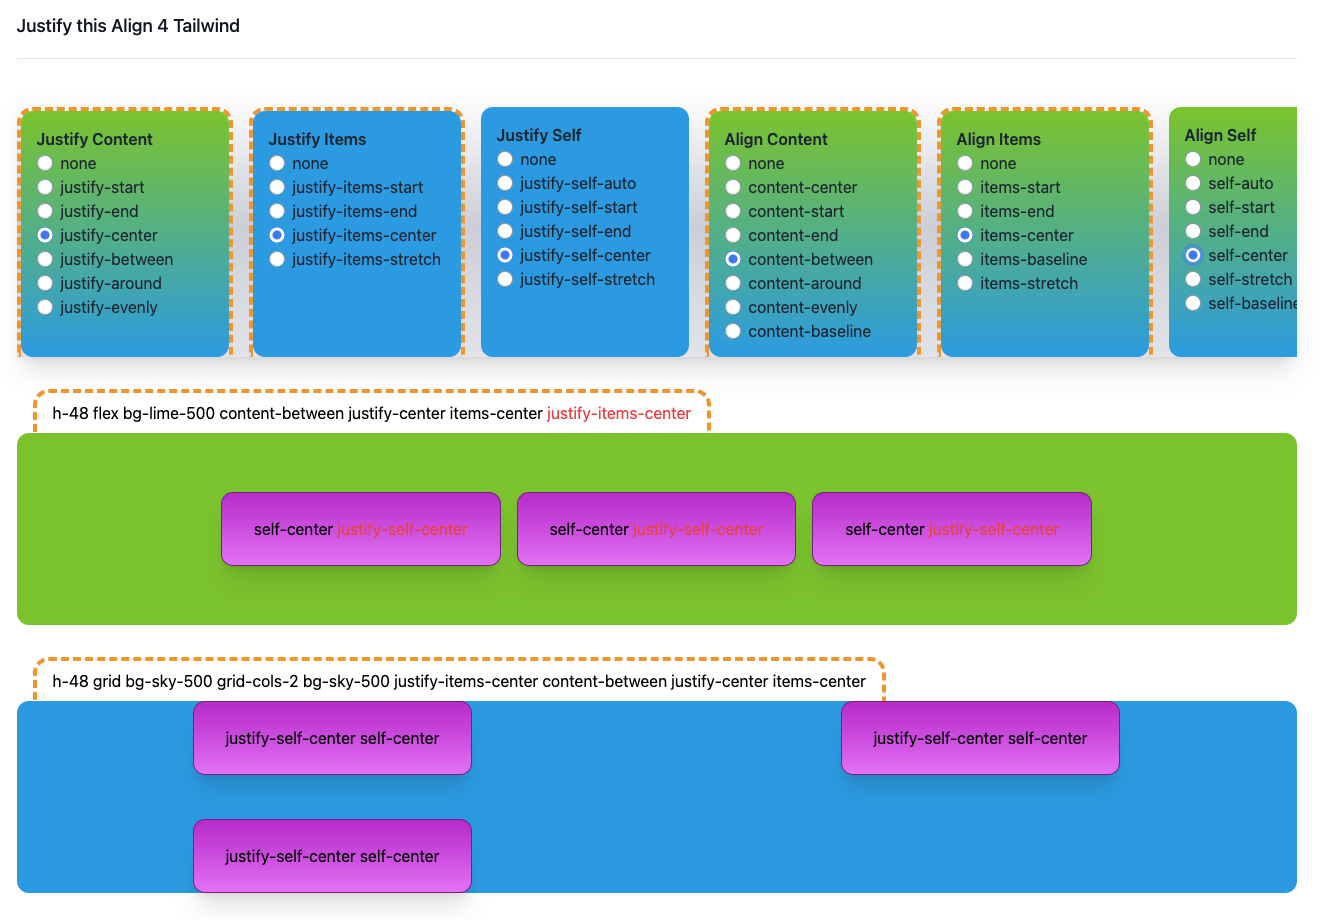 Justify this Align 4 Tailwind
Justify Content
none
justify-start
justify-end
justify-center
justify-between
justify-around
justify-evenly
Justify Items
none
justify-items-start
justify-items-end
justify-items-center
justify-items-stretch
Justify Self
none
justify-self-auto
justify-self-start
justify-self-end
justify-self-center
justify-self-stretch
Align Content
none
content-center
content-start
content-end
content-between
content-around
content-evenly
content-baseline
Align Items
none
items-start
items-end
items-center
items-baseline
items-stretch
Align Self
none
self-auto
self-start
self-end
self-center
self-stretch
self-baseline
h-48 flex bg-lime-500 content-between justify-center items-center justify-items-center
self-center justify-self-center
self-center justify-self-center
self-center justify-self-center
h-48 grid bg-sky-500 grid-cols-2 bg-sky-500 justify-items-center content-between justify-center items-center
justify-self-center self-center
justify-self-center self-center
justify-self-center self-center